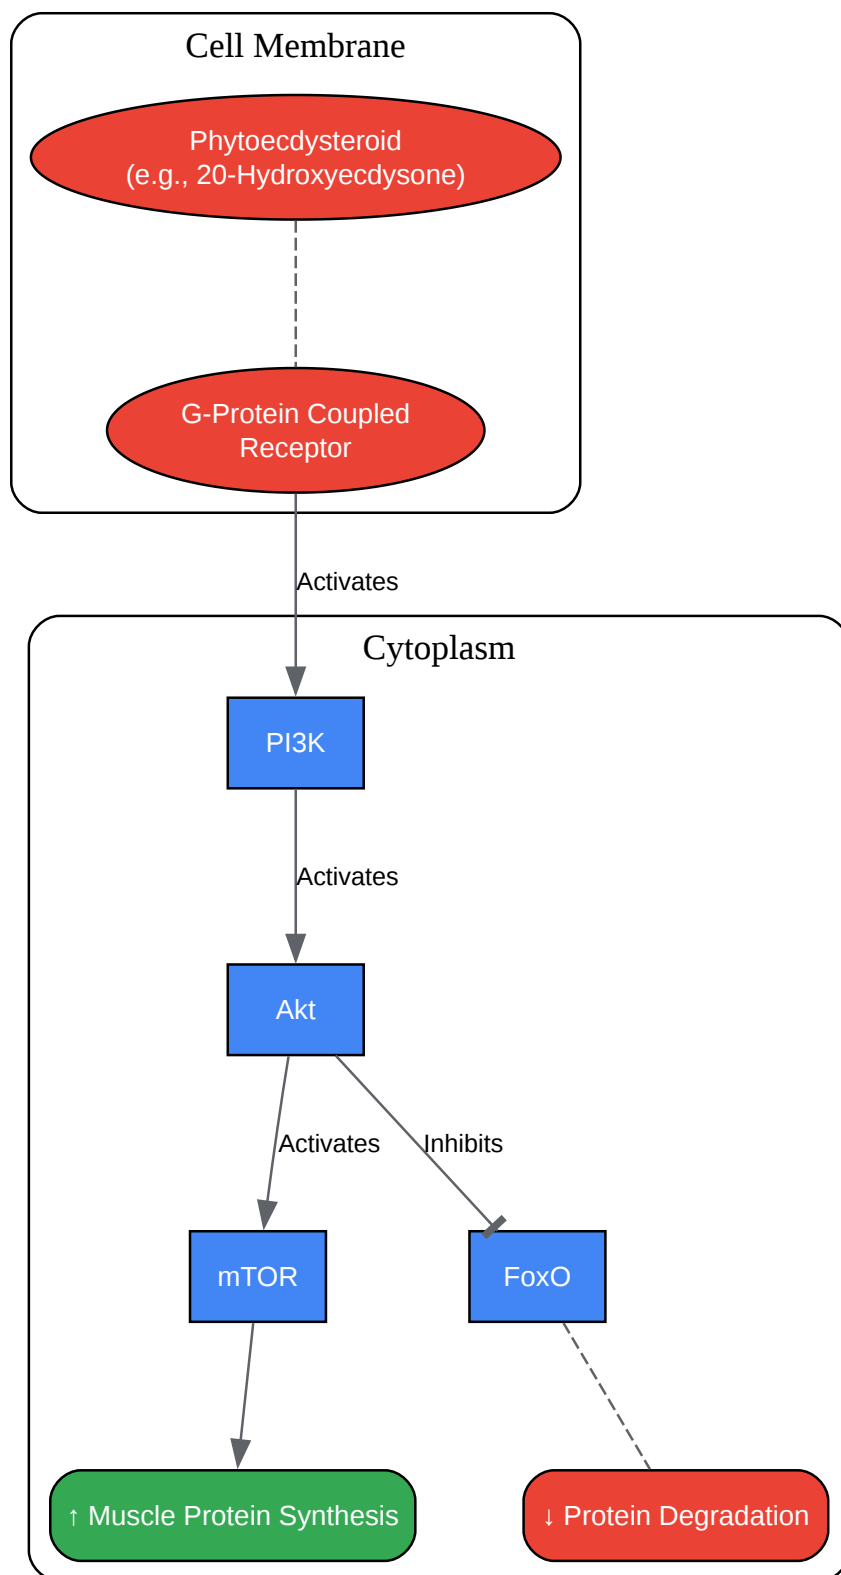 Cell Membrane
Phytoecdysteroid
(e.g., 20-Hydroxyecdysone)
G-Protein Coupled
Receptor
Activates
Cytoplasm
PI3K
Activates
Akt
Activates
Inhibits
mTOR
FoxO
↑ Muscle Protein Synthesis
↓ Protein Degradation